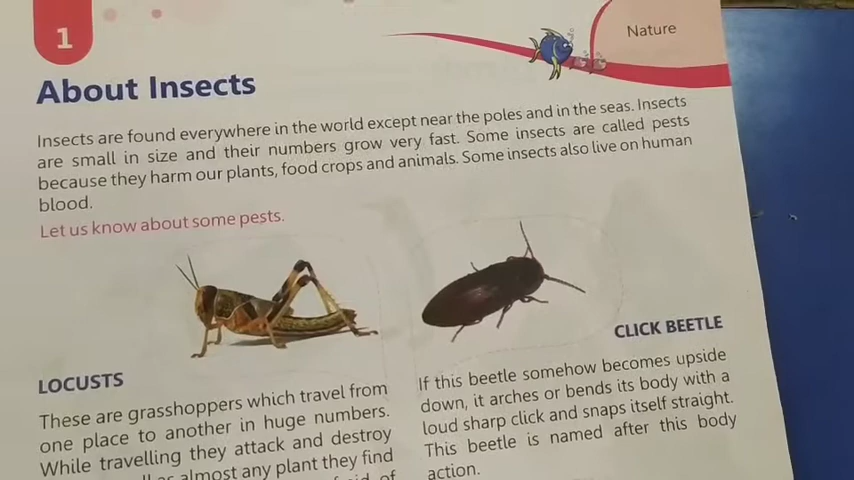 1
Nature
About Insects
Insects are found everywhere in the world except near the poles and in the seas. Insects
are small in size and their numbers grow very fast. Some insects are called pests
because they harm our plants, food crops and animals. Some insects also live on human
blood.
Let us know about some pests.
LOCUSTS
These are grasshoppers which travel from
one place to another in huge numbers.
While travelling they attack and destroy
almost any plant they find
of
CLICK BEETLE
If this beetle somehow becomes upside
down, it arches or bends its body with a
loud sharp click and snaps itself straight.
This beetle is named after this body
action.